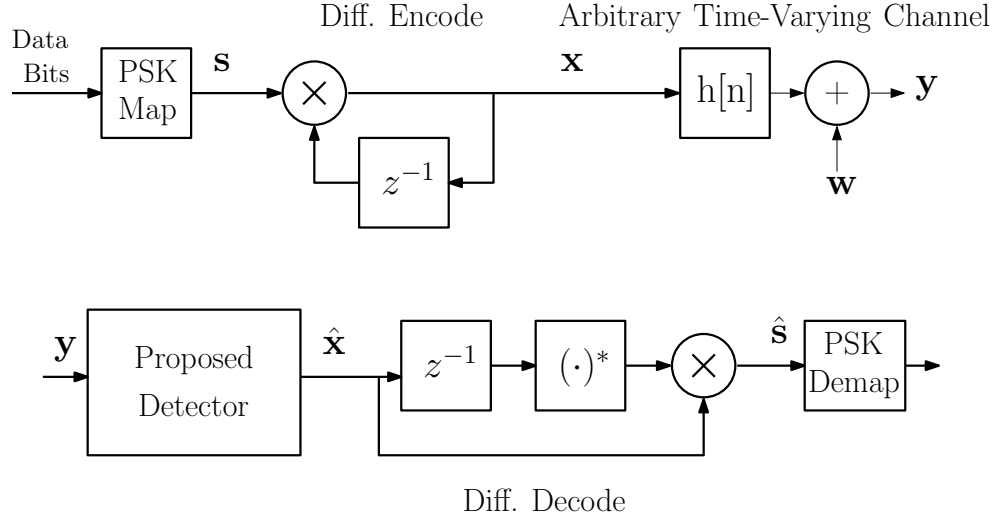 Diff. Encode
Arbitrary Time-Varying Channel
Data
Bits
PSK
Map
s
×
x
h[n]
+
y
z⁻¹
w
y
Proposed
Detector
x̂
z⁻¹
(·)*
×
ŝ
PSK
Demap
Diff. Decode